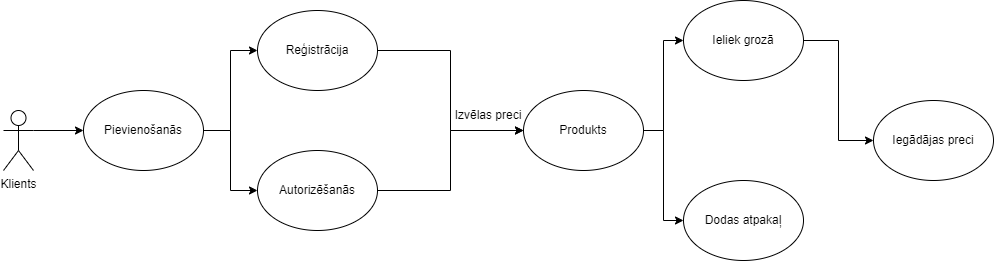 Klients
Pievienošanās
Reģistrācija
Autorizēšanās
Izvēlas preci
Produkts
Ieliek grozā
Dodas atpakaļ
Iegādājas preci